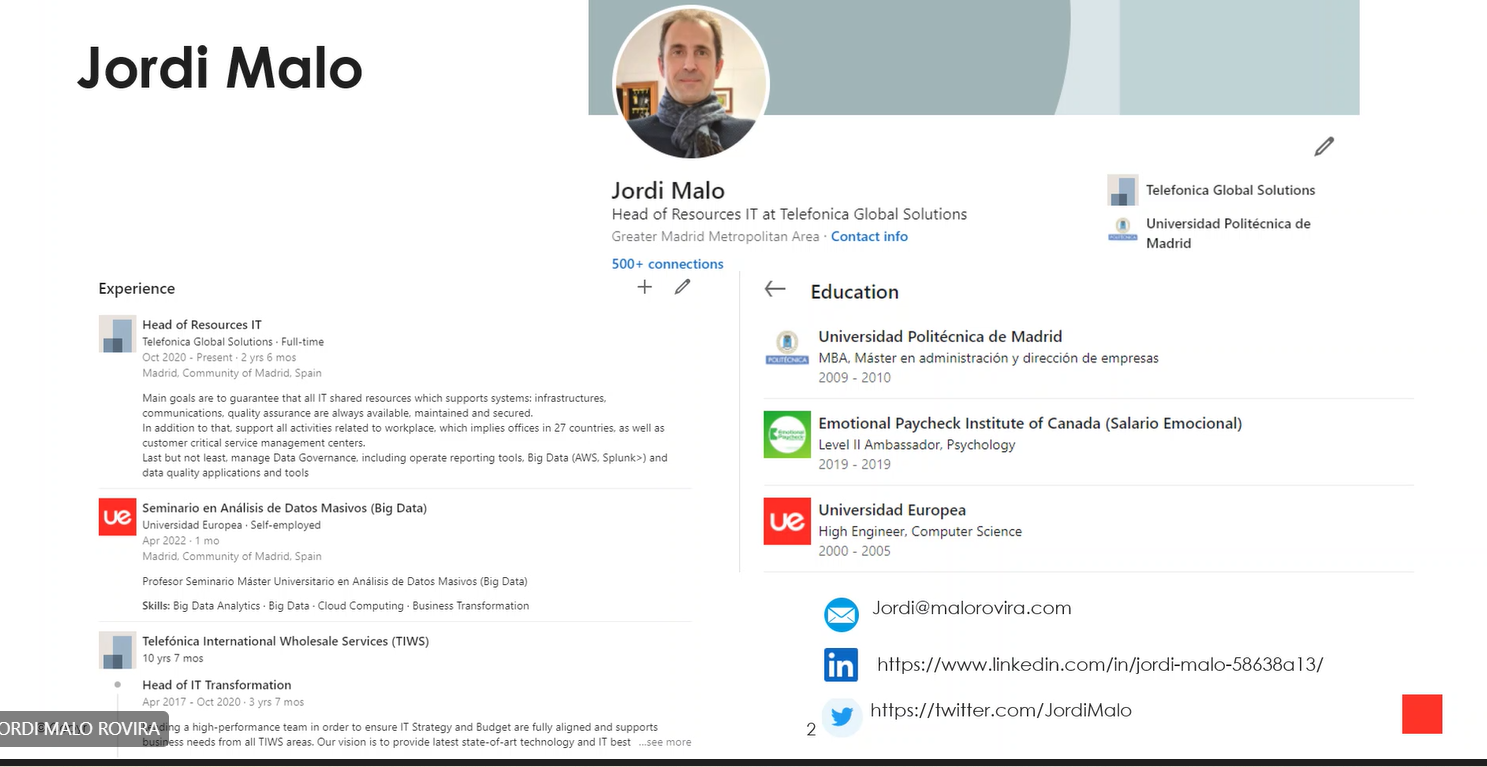 Jordi Malo
Jordi Malo
Head of Resources IT at Telefonica Global Solutions
Greater Madrid Metropolitan Area · Contact info
500+ connections
Telefonica Global Solutions
Universidad Politécnica de
Madrid
Experience
Head of Resources IT
Telefonica Global Solutions · Full-time
Oct 2020 - Present · 2 yrs 6 mos
Madrid, Community of Madrid, Spain
Main goals are to guarantee that all IT shared resources which supports systems: infrastructures,
communications, quality assurance are always available, maintained and secured.
In addition to that, support all activities related to workplace, which implies offices in 27 countries, as well as
customer critical service management centers.
Last but not least, manage Data Governance, including operate reporting tools, Big Data (AWS, Splunk>) and
data quality applications and tools
ue
Seminario en Análisis de Datos Masivos (Big Data)
Universidad Europea · Self-employed
Apr 2022 · 1 mo
Madrid, Community of Madrid, Spain
Profesor Seminario Máster Universitario en Análisis de Datos Masivos (Big Data)
Skills: Big Data Analytics · Big Data · Cloud Computing · Business Transformation
Telefónica International Wholesale Services (TIWS)
10 yrs 7 mos
Head of IT Transformation
Apr 2017 - Oct 2020 · 3 yrs 7 mos
a high-performance team in order to ensure IT Strategy and Budget are fully aligned and supports
business needs from all TIWS areas. Our vision is to provide latest state-of-art technology and IT best ...see more
ORDI MALO ROVIRA
Education
POLITÉCNICA
Universidad Politécnica de Madrid
MBA, Máster en administración y dirección de empresas
2009 - 2010
Emotional Paycheck
Emotional Paycheck Institute of Canada (Salario Emocional)
Level II Ambassador, Psychology
2019 - 2019
ue
Universidad Europea
High Engineer, Computer Science
2000 - 2005
Jordi@malorovira.com
in
https://www.linkedin.com/in/jordi-malo-58638a13/
https://twitter.com/JordiMalo
2